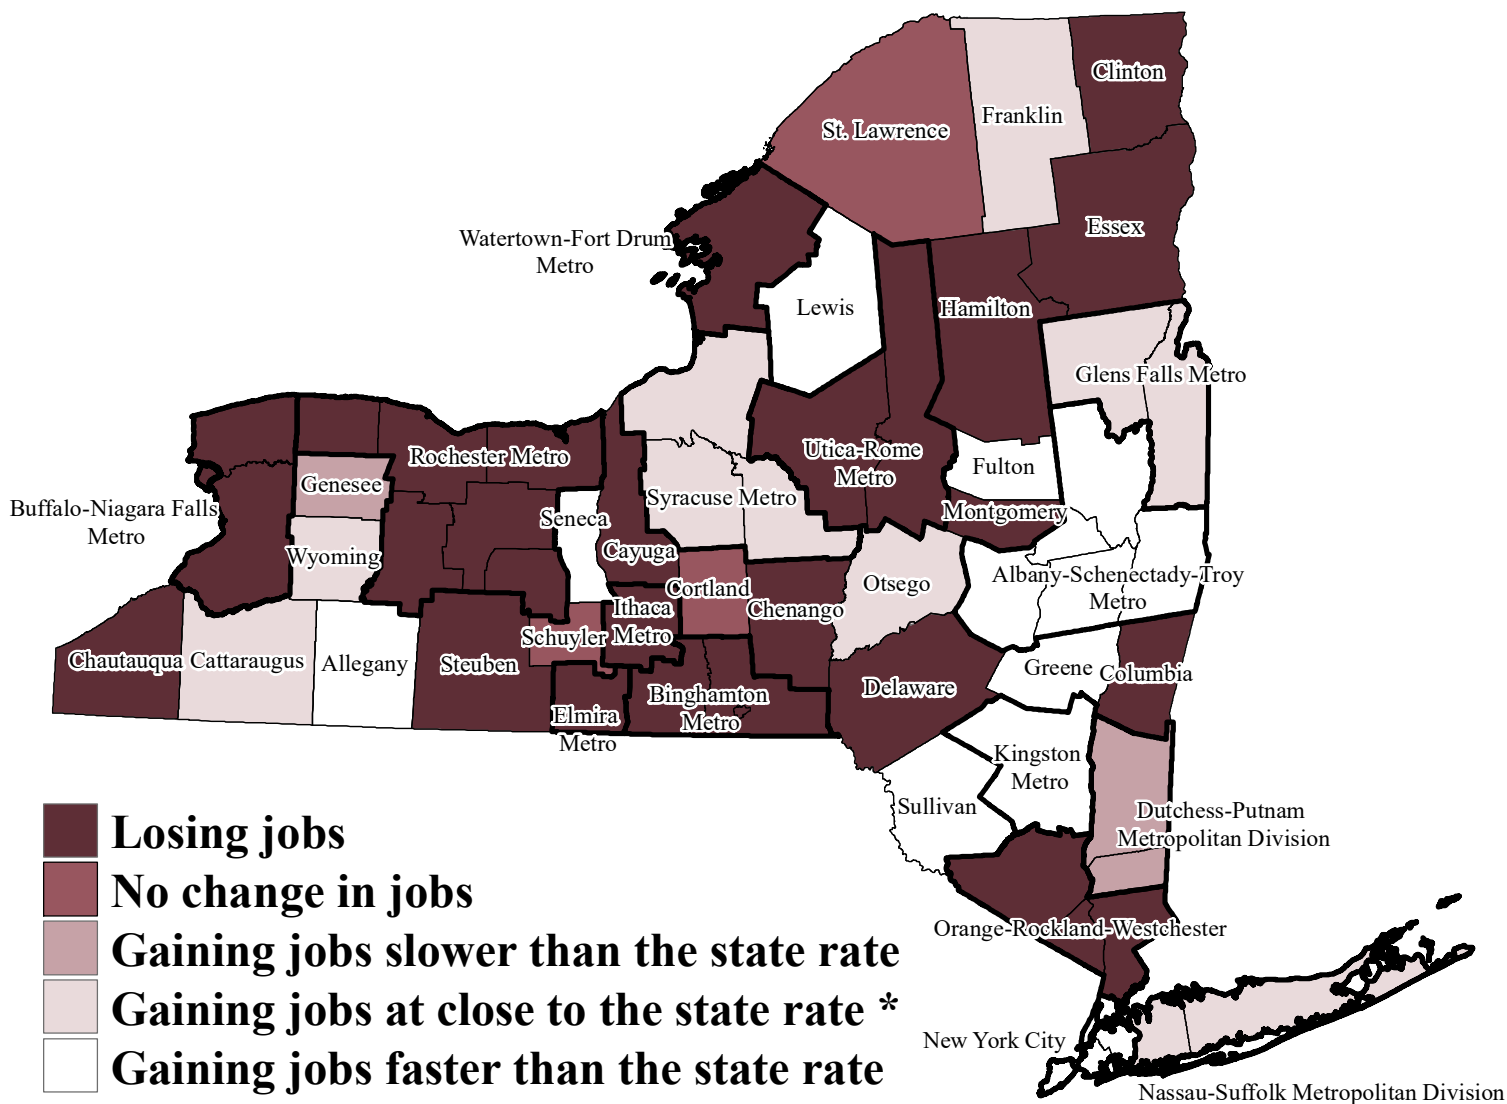 Clinton
Franklin
St. Lawrence
Essex
Watertown-Fort Drum
Metro
Lewis
Hamilton
Glens Falls Metro
Rochester Metro
Utica-Rome
Metro
Fulton
Genesee
Syracuse Metro
Buffalo-Niagara Falls
Metro
Seneca
Montgomery
Wyoming
Cayuga
Otsego
Albany-Schenectady-Troy
Metro
Cortland
Chenango
Ithaca
Metro
Schuyler
Chautauqua
Cattaraugus
Allegany
Steuben
Greene
Columbia
Delaware
Binghamton
Metro
Elmira
Metro
Kingston
Metro
Sullivan
Dutchess-Putnam
Metropolitan Division
Orange-Rockland-Westchester
New York City
Nassau-Suffolk Metropolitan Division
Losing jobs
No change in jobs
Gaining jobs slower than the state rate
Gaining jobs at close to the state rate *
Gaining jobs faster than the state rate